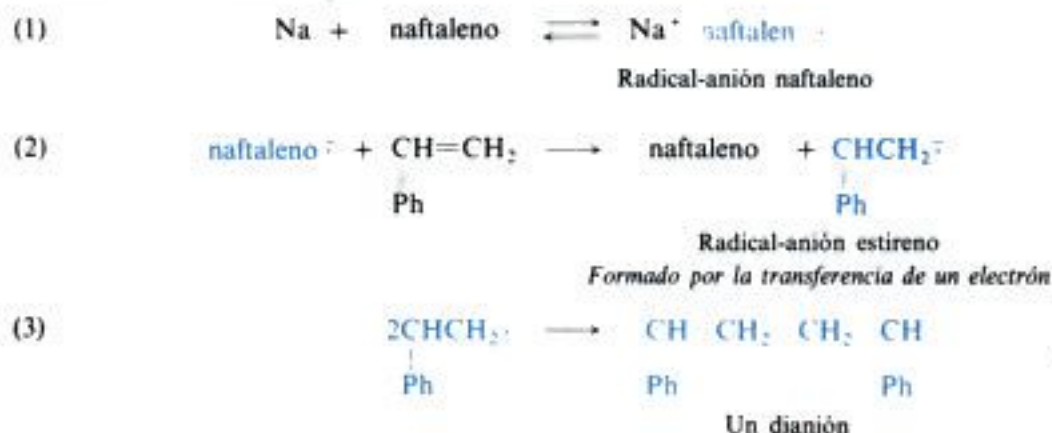 (1) Na + naftaleno ⇌ Na⁺ naftalen ·
Radical-anión naftaleno
(2) naftaleno ⨪ + CH=CH₂ ⟶ naftaleno + CHCH₂⨪
Ph Ph
Radical-anión estireno
Formado por la transferencia de un electrón
(3) 2CHCH₂: ⟶ CH CH₂ CH₂ CH
Ph Ph Ph
Un dianión